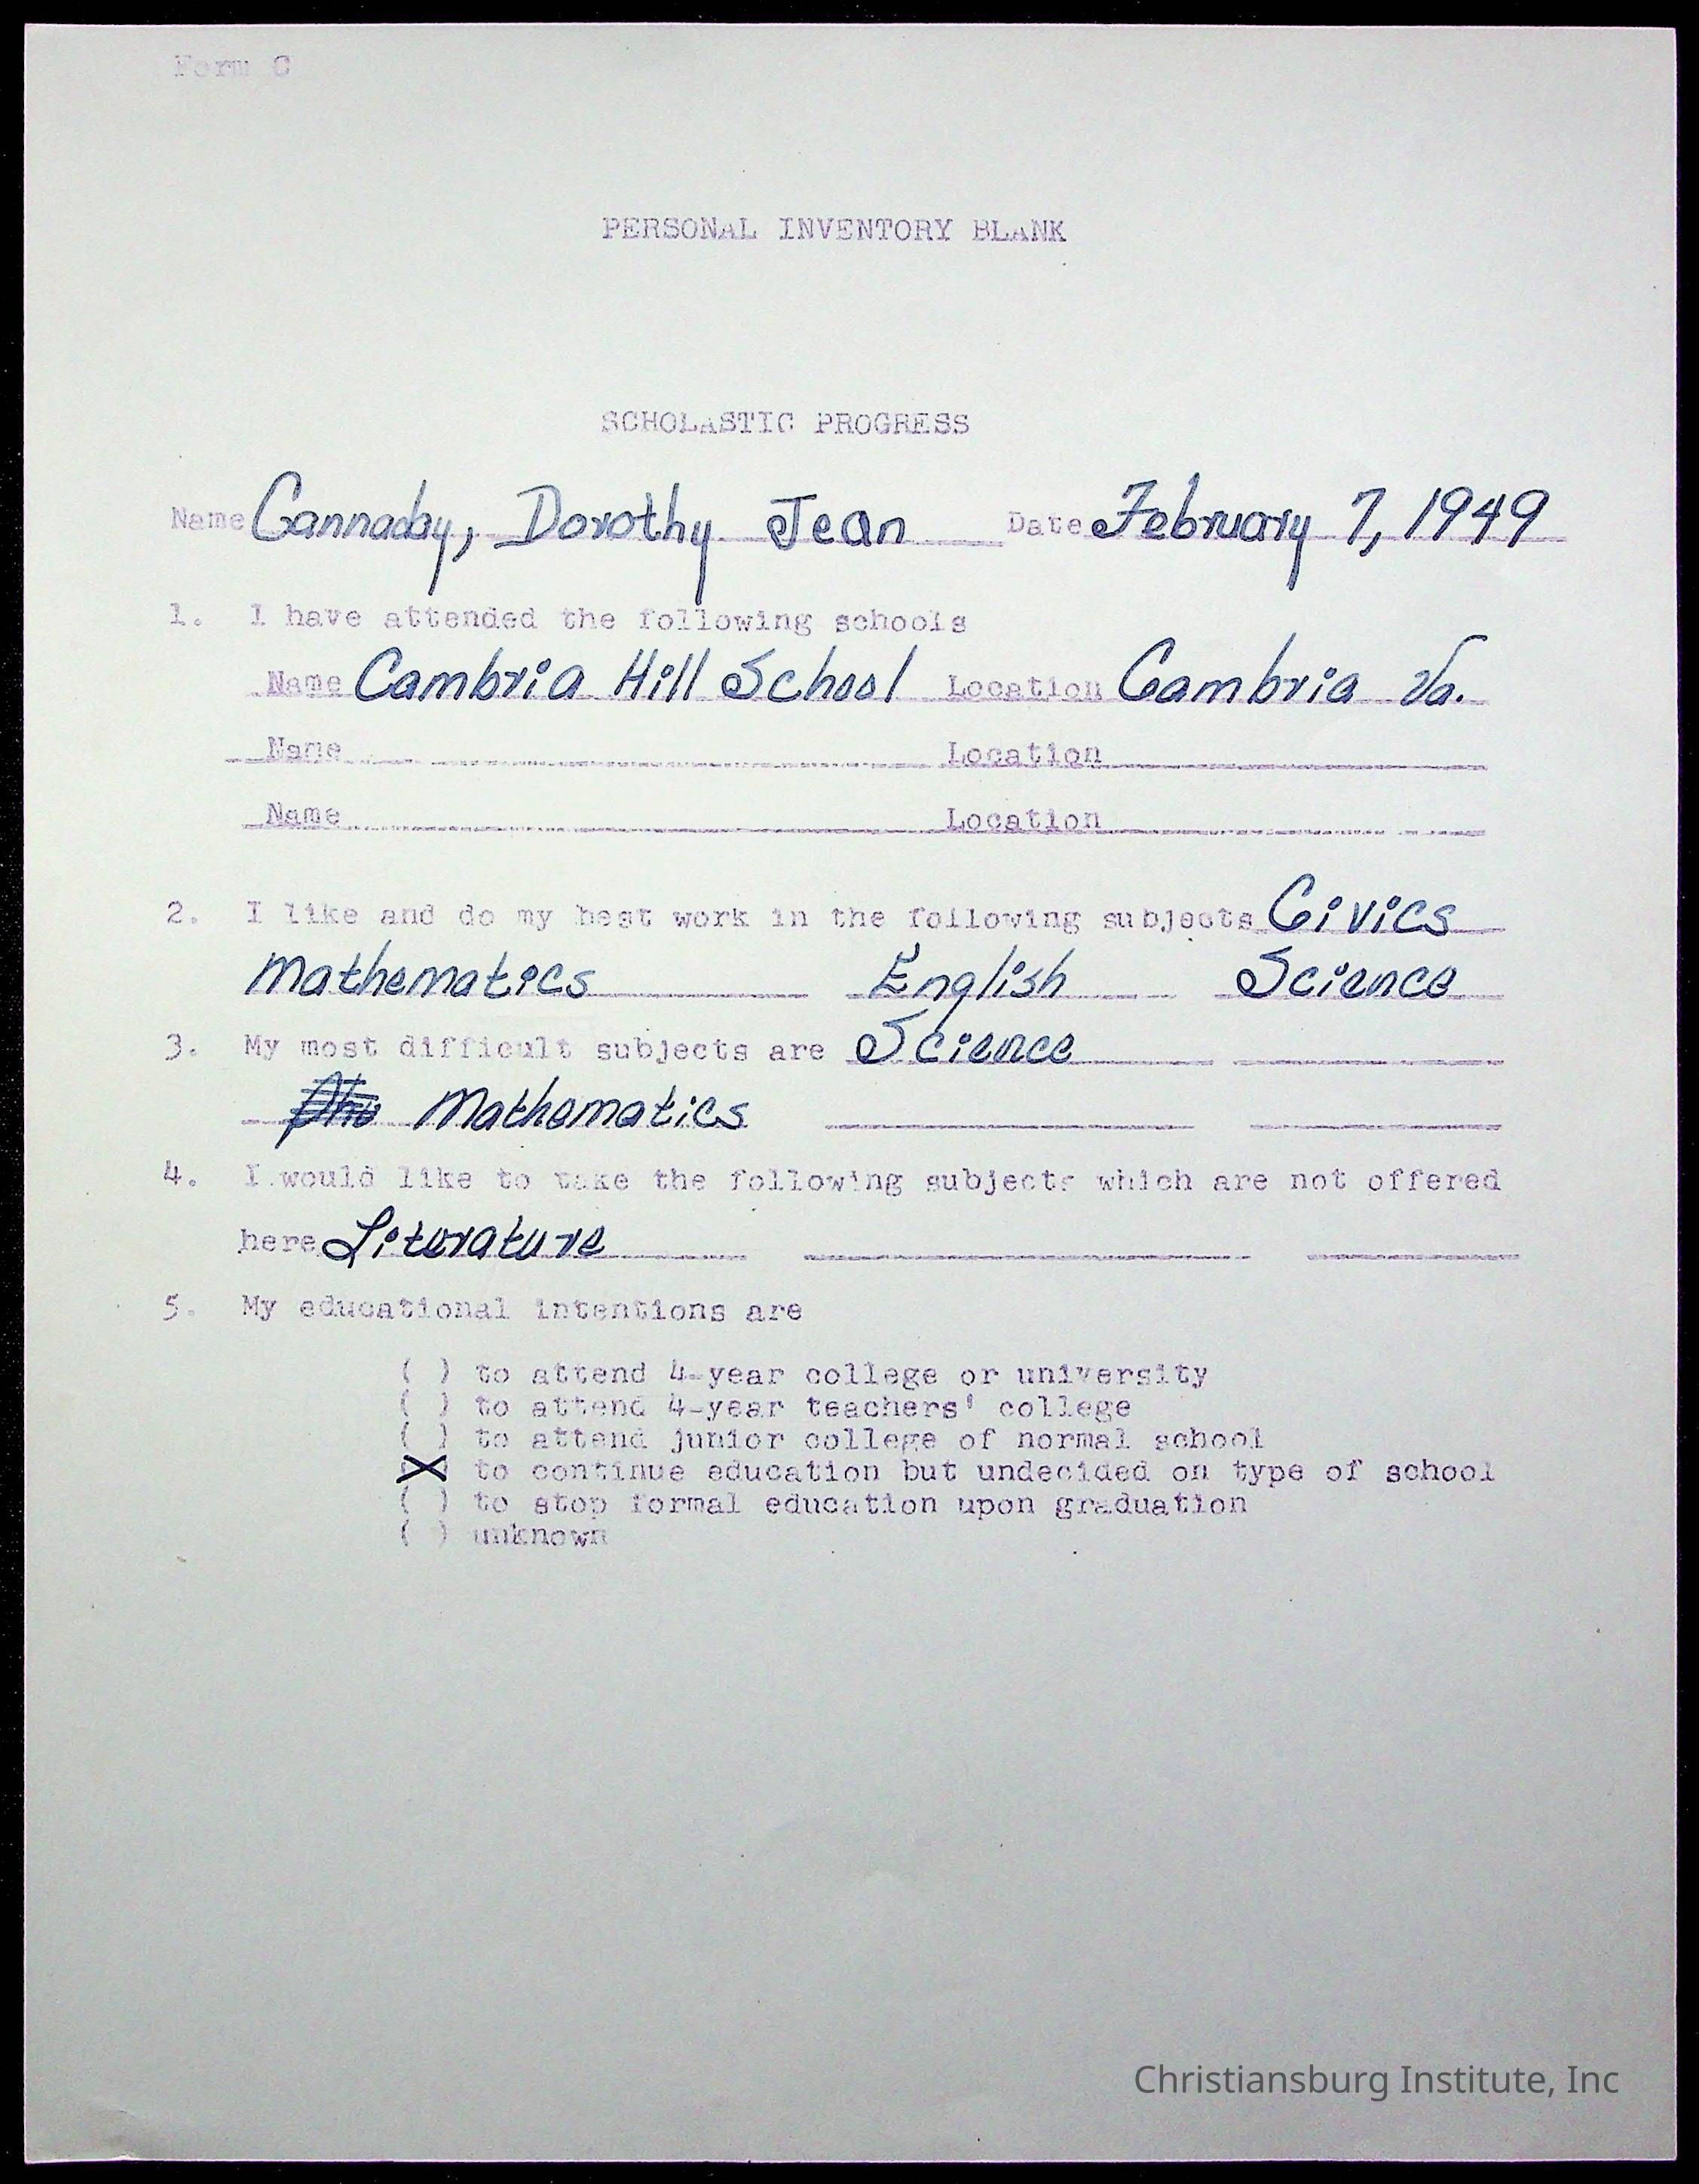 Form C
PERSONAL INVENTORY BLANK
SCHOLASTIC PROGRESS
Name Cannaday, Dorothy Jean Date February 7, 1949
1. I have attended the following schools
Name Cambria Hill School Location Cambria Va.
Name Location
Name Location
2. I like and do my best work in the following subjects Civics
Mathematics English Science
3. My most difficult subjects are Science
Mathematics
4. I would like to take the following subjects which are not offered
here Literature
5. My educational intentions are
( ) to attend 4-year college or university
( ) to attend 4-year teachers' college
( ) to attend junior college of normal school
(X) to continue education but undecided on type of school
( ) to stop formal education upon graduation
( ) unknown
Christiansburg Institute, Inc